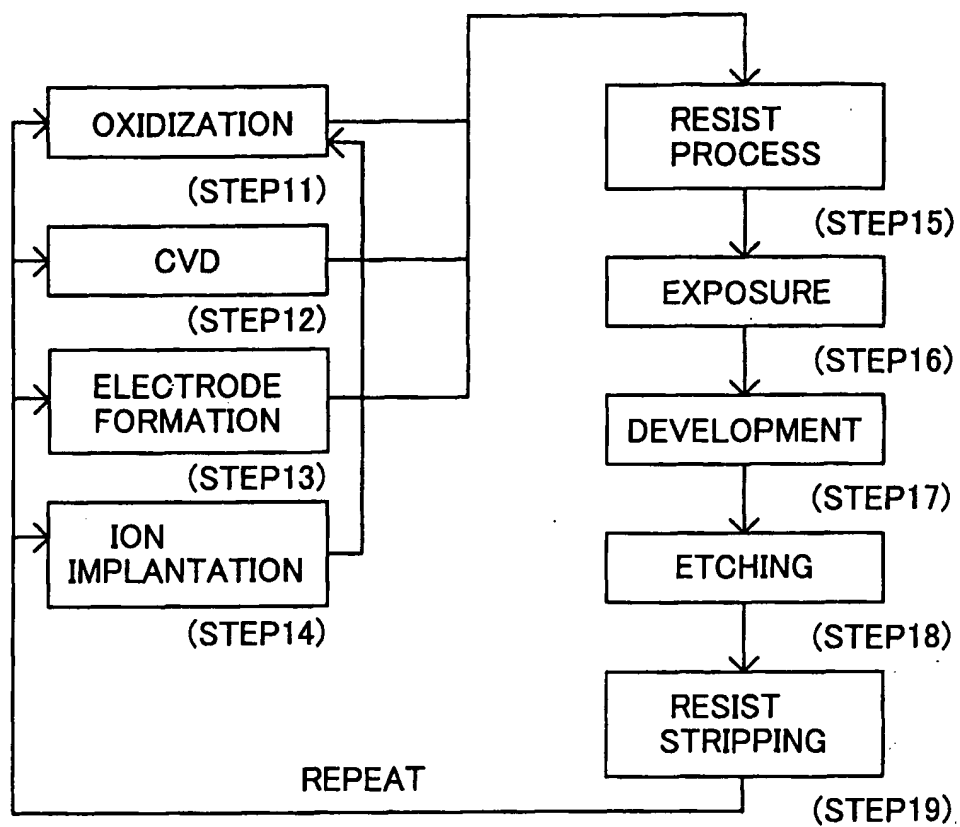 OXIDIZATION
(STEP11)
CVD
(STEP12)
ELECTRODE
FORMATION
(STEP13)
ION
IMPLANTATION
(STEP14)
RESIST
PROCESS
(STEP15)
EXPOSURE
(STEP16)
DEVELOPMENT
(STEP17)
ETCHING
(STEP18)
RESIST
STRIPPING
(STEP19)
REPEAT